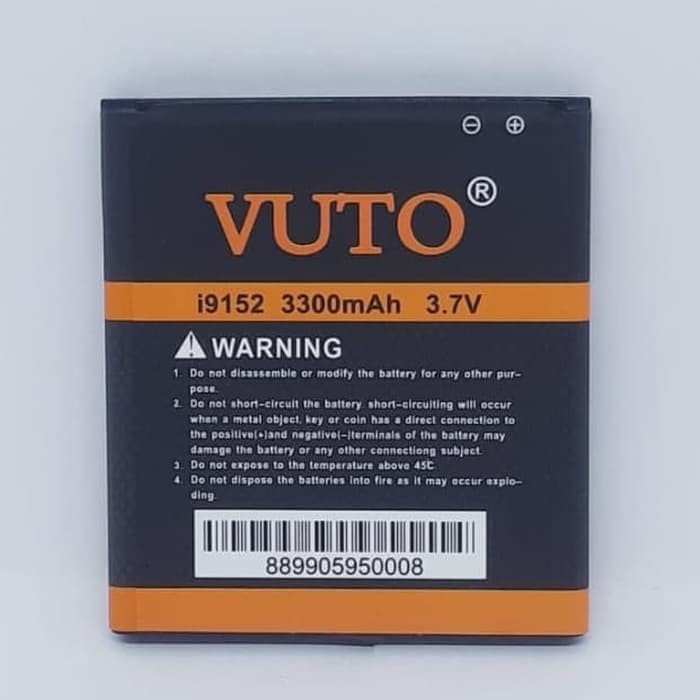 ⊖ ⊕
VUTO®
i9152 3300mAh 3.7V
⚠ WARNING
1. Do not disassemble or modify the battery for any other pur-
pose.
2. Do not short-circuit the battery. short-circuiting will occur
when a metal object, key or coin has a direct connection to
the positive(+)and negative(-)terminals of the battery may
damage the battery or any other connectiong subject.
3. Do not expose to the temperature above 45℃
4. Do not dispose the batteries into fire as it may occur explo-
ding.
889905950008